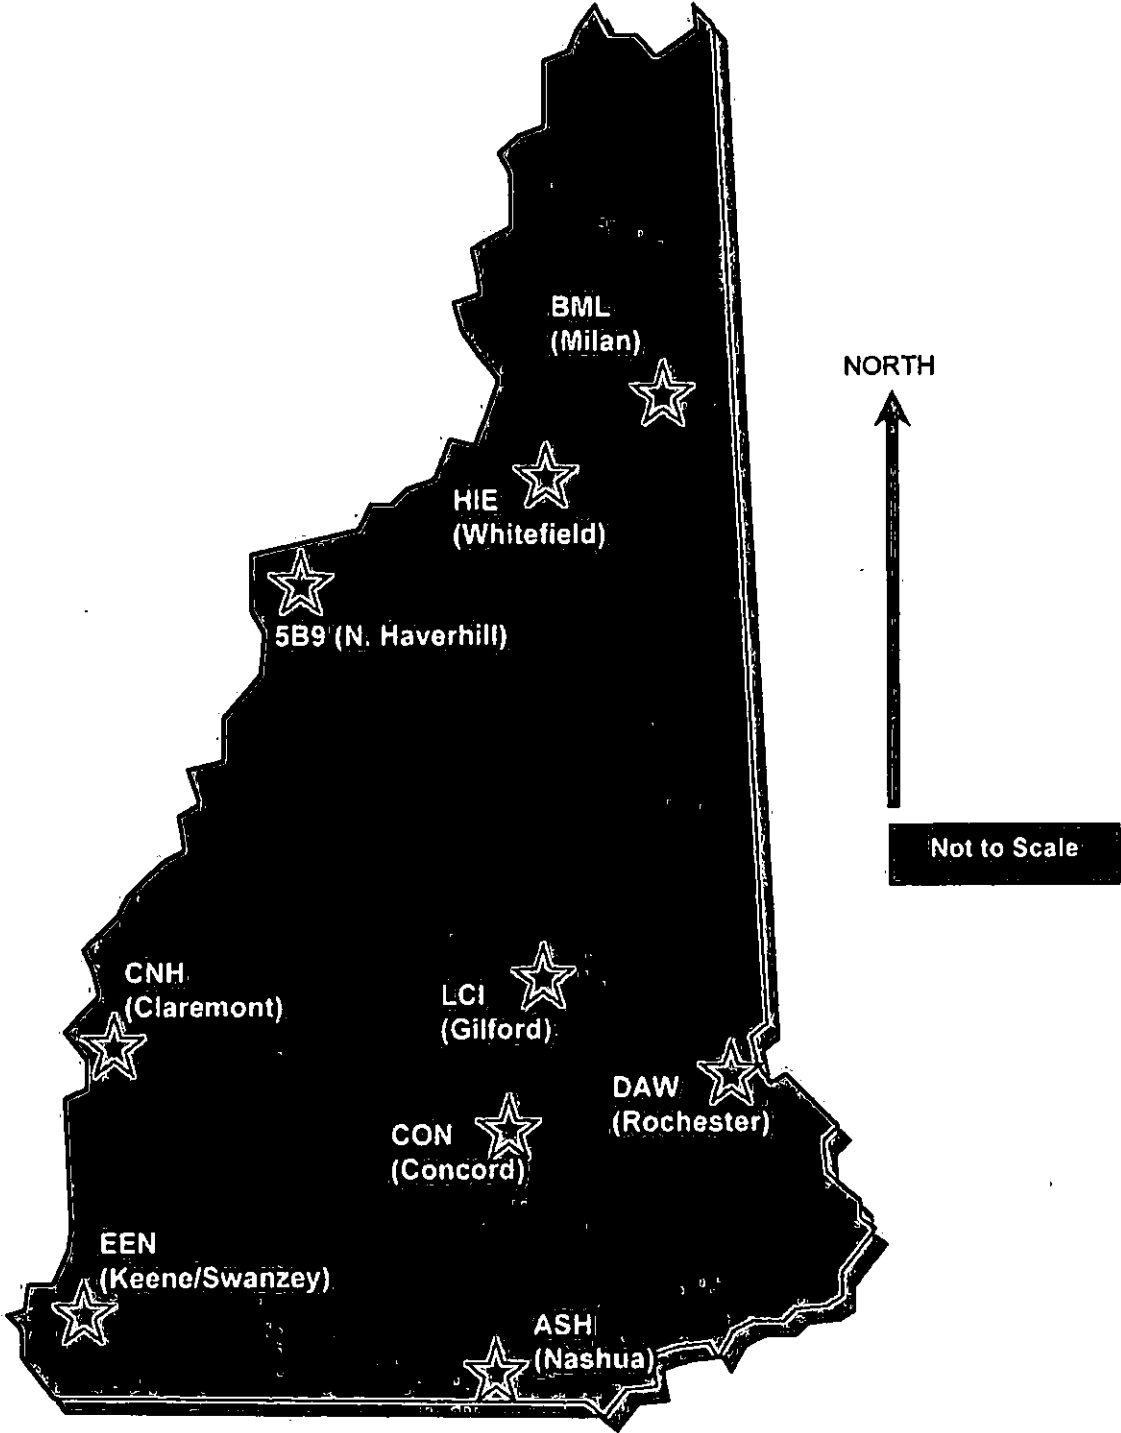 BML
(Milan)
NORTH
HIE
(Whitefield)
5B9 (N. Haverhill)
Not to Scale
CNH
(Claremont)
LCI
(Gilford)
DAW
(Rochester)
CON
(Concord)
EEN
(Keene/Swanzey)
ASH
(Nashua)